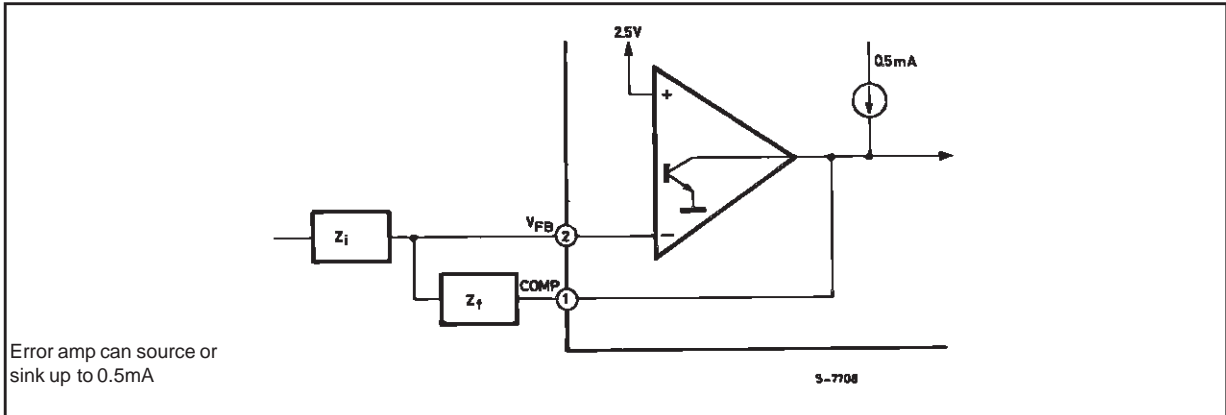 2.5V
0.5mA
+
VFB
Zi
2
−
Zf
COMP
1
Error amp can source or
sink up to 0.5mA
S-7708